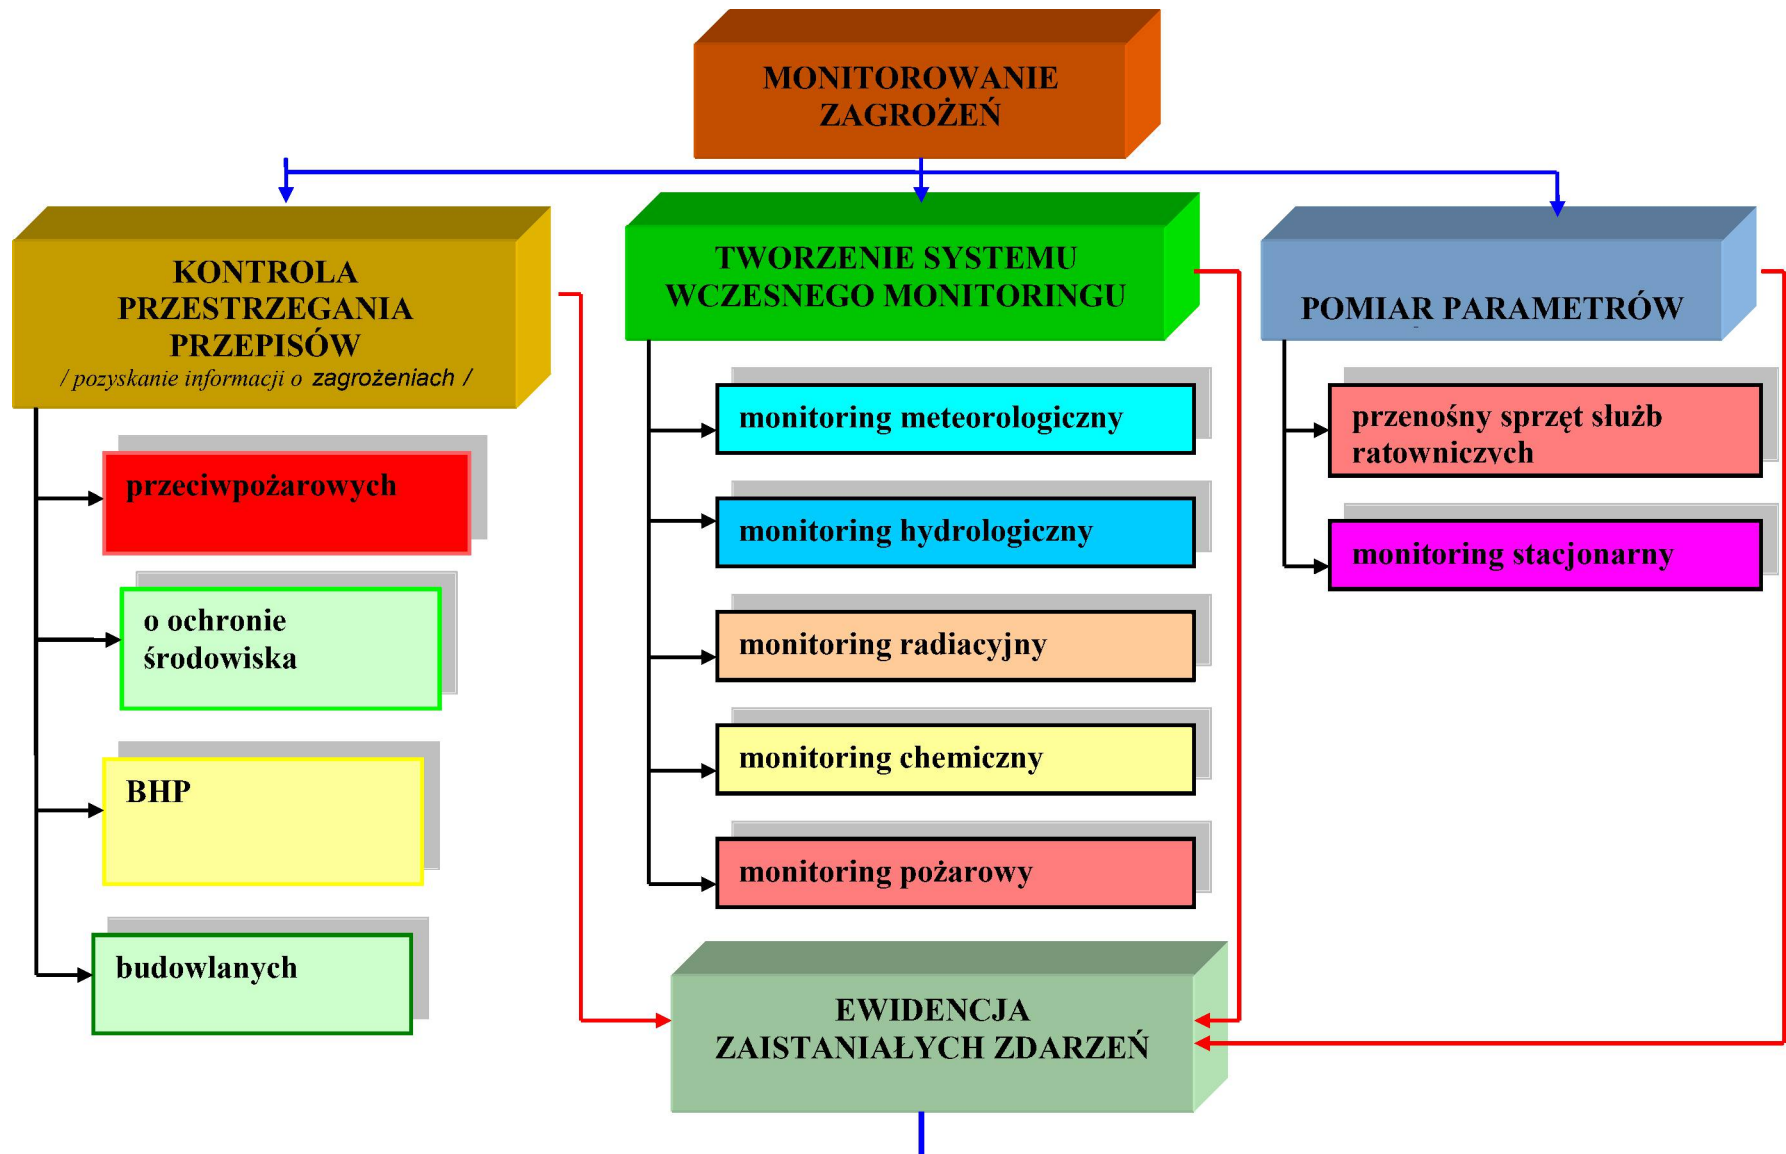 MONITOROWANIE
ZAGROŻEŃ
KONTROLA
PRZESTRZEGANIA
PRZEPISÓW
/ pozyskanie informacji o zagrożeniach /
przeciwpożarowych
o ochronie
środowiska
BHP
budowlanych
TWORZENIE SYSTEMU
WCZESNEGO MONITORINGU
monitoring meteorologiczny
monitoring hydrologiczny
monitoring radiacyjny
monitoring chemiczny
monitoring pożarowy
POMIAR PARAMETRÓW
przenośny sprzęt służb
ratowniczych
monitoring stacjonarny
EWIDENCJA
ZAISTANIAŁYCH ZDARZEŃ